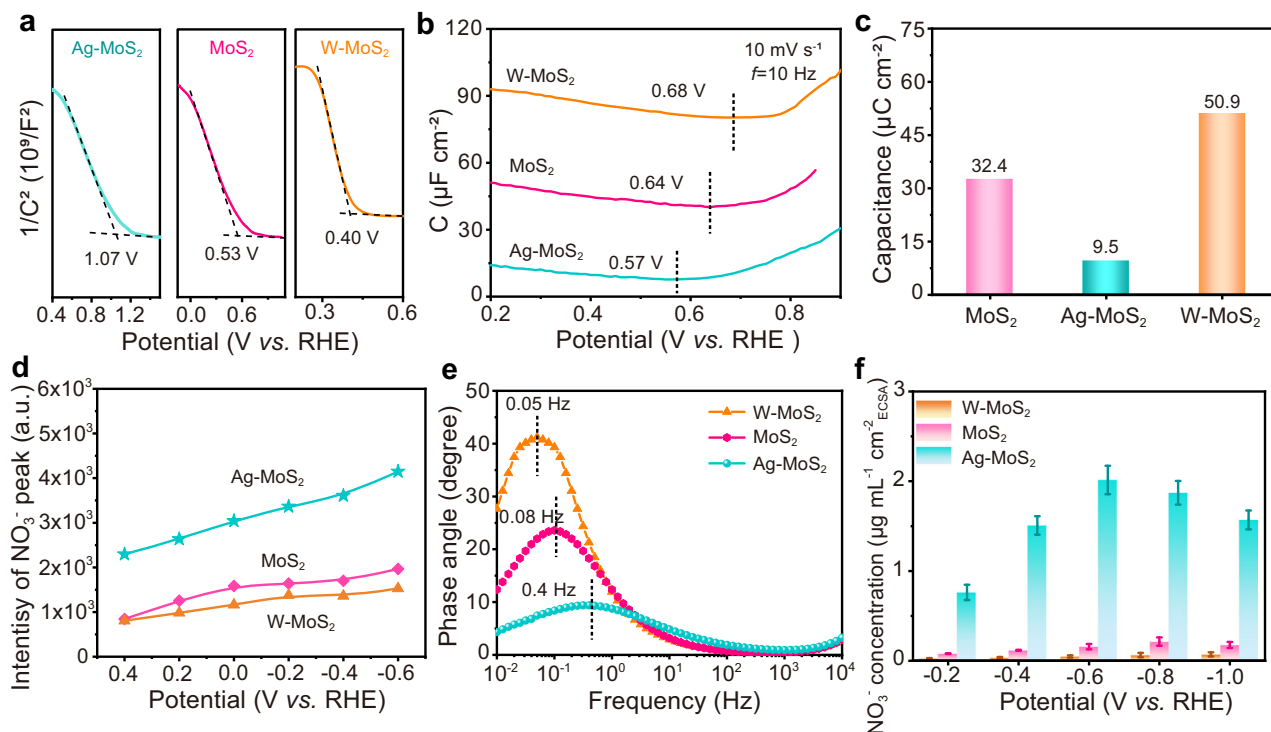 a
Ag-MoS₂
MoS₂
W-MoS₂
1/C² (10⁹/F²)
1.07 V
0.53 V
0.40 V
0.4 0.8 1.2
0.0 0.6
0.3 0.6
Potential (V vs. RHE)
b
10 mV s⁻¹
f=10 Hz
W-MoS₂
0.68 V
MoS₂
0.64 V
Ag-MoS₂
0.57 V
C (µF cm⁻²)
120
90
60
30
0
0.2 0.4 0.6 0.8
Potential (V vs. RHE )
c
Capacitance (µC cm⁻²)
75
60
45
30
15
0
32.4
9.5
50.9
MoS₂ Ag-MoS₂ W-MoS₂
d
Intentisy of NO₃⁻ peak (a.u.)
6x10³
5x10³
4x10³
3x10³
2x10³
1x10³
0
Ag-MoS₂
MoS₂
W-MoS₂
0.4 0.2 0.0 -0.2 -0.4 -0.6
Potential (V vs. RHE)
e
Phase angle (degree)
50
40
30
20
10
0
0.05 Hz
0.08 Hz
0.4 Hz
W-MoS₂
MoS₂
Ag-MoS₂
10⁻² 10⁻¹ 10⁰ 10¹ 10² 10³ 10⁴
Frequency (Hz)
f
NO₃⁻ concentration (µg mL⁻¹ cm⁻²ECSA)
3
2
1
0
W-MoS₂
MoS₂
Ag-MoS₂
-0.2 -0.4 -0.6 -0.8 -1.0
Potential (V vs. RHE)